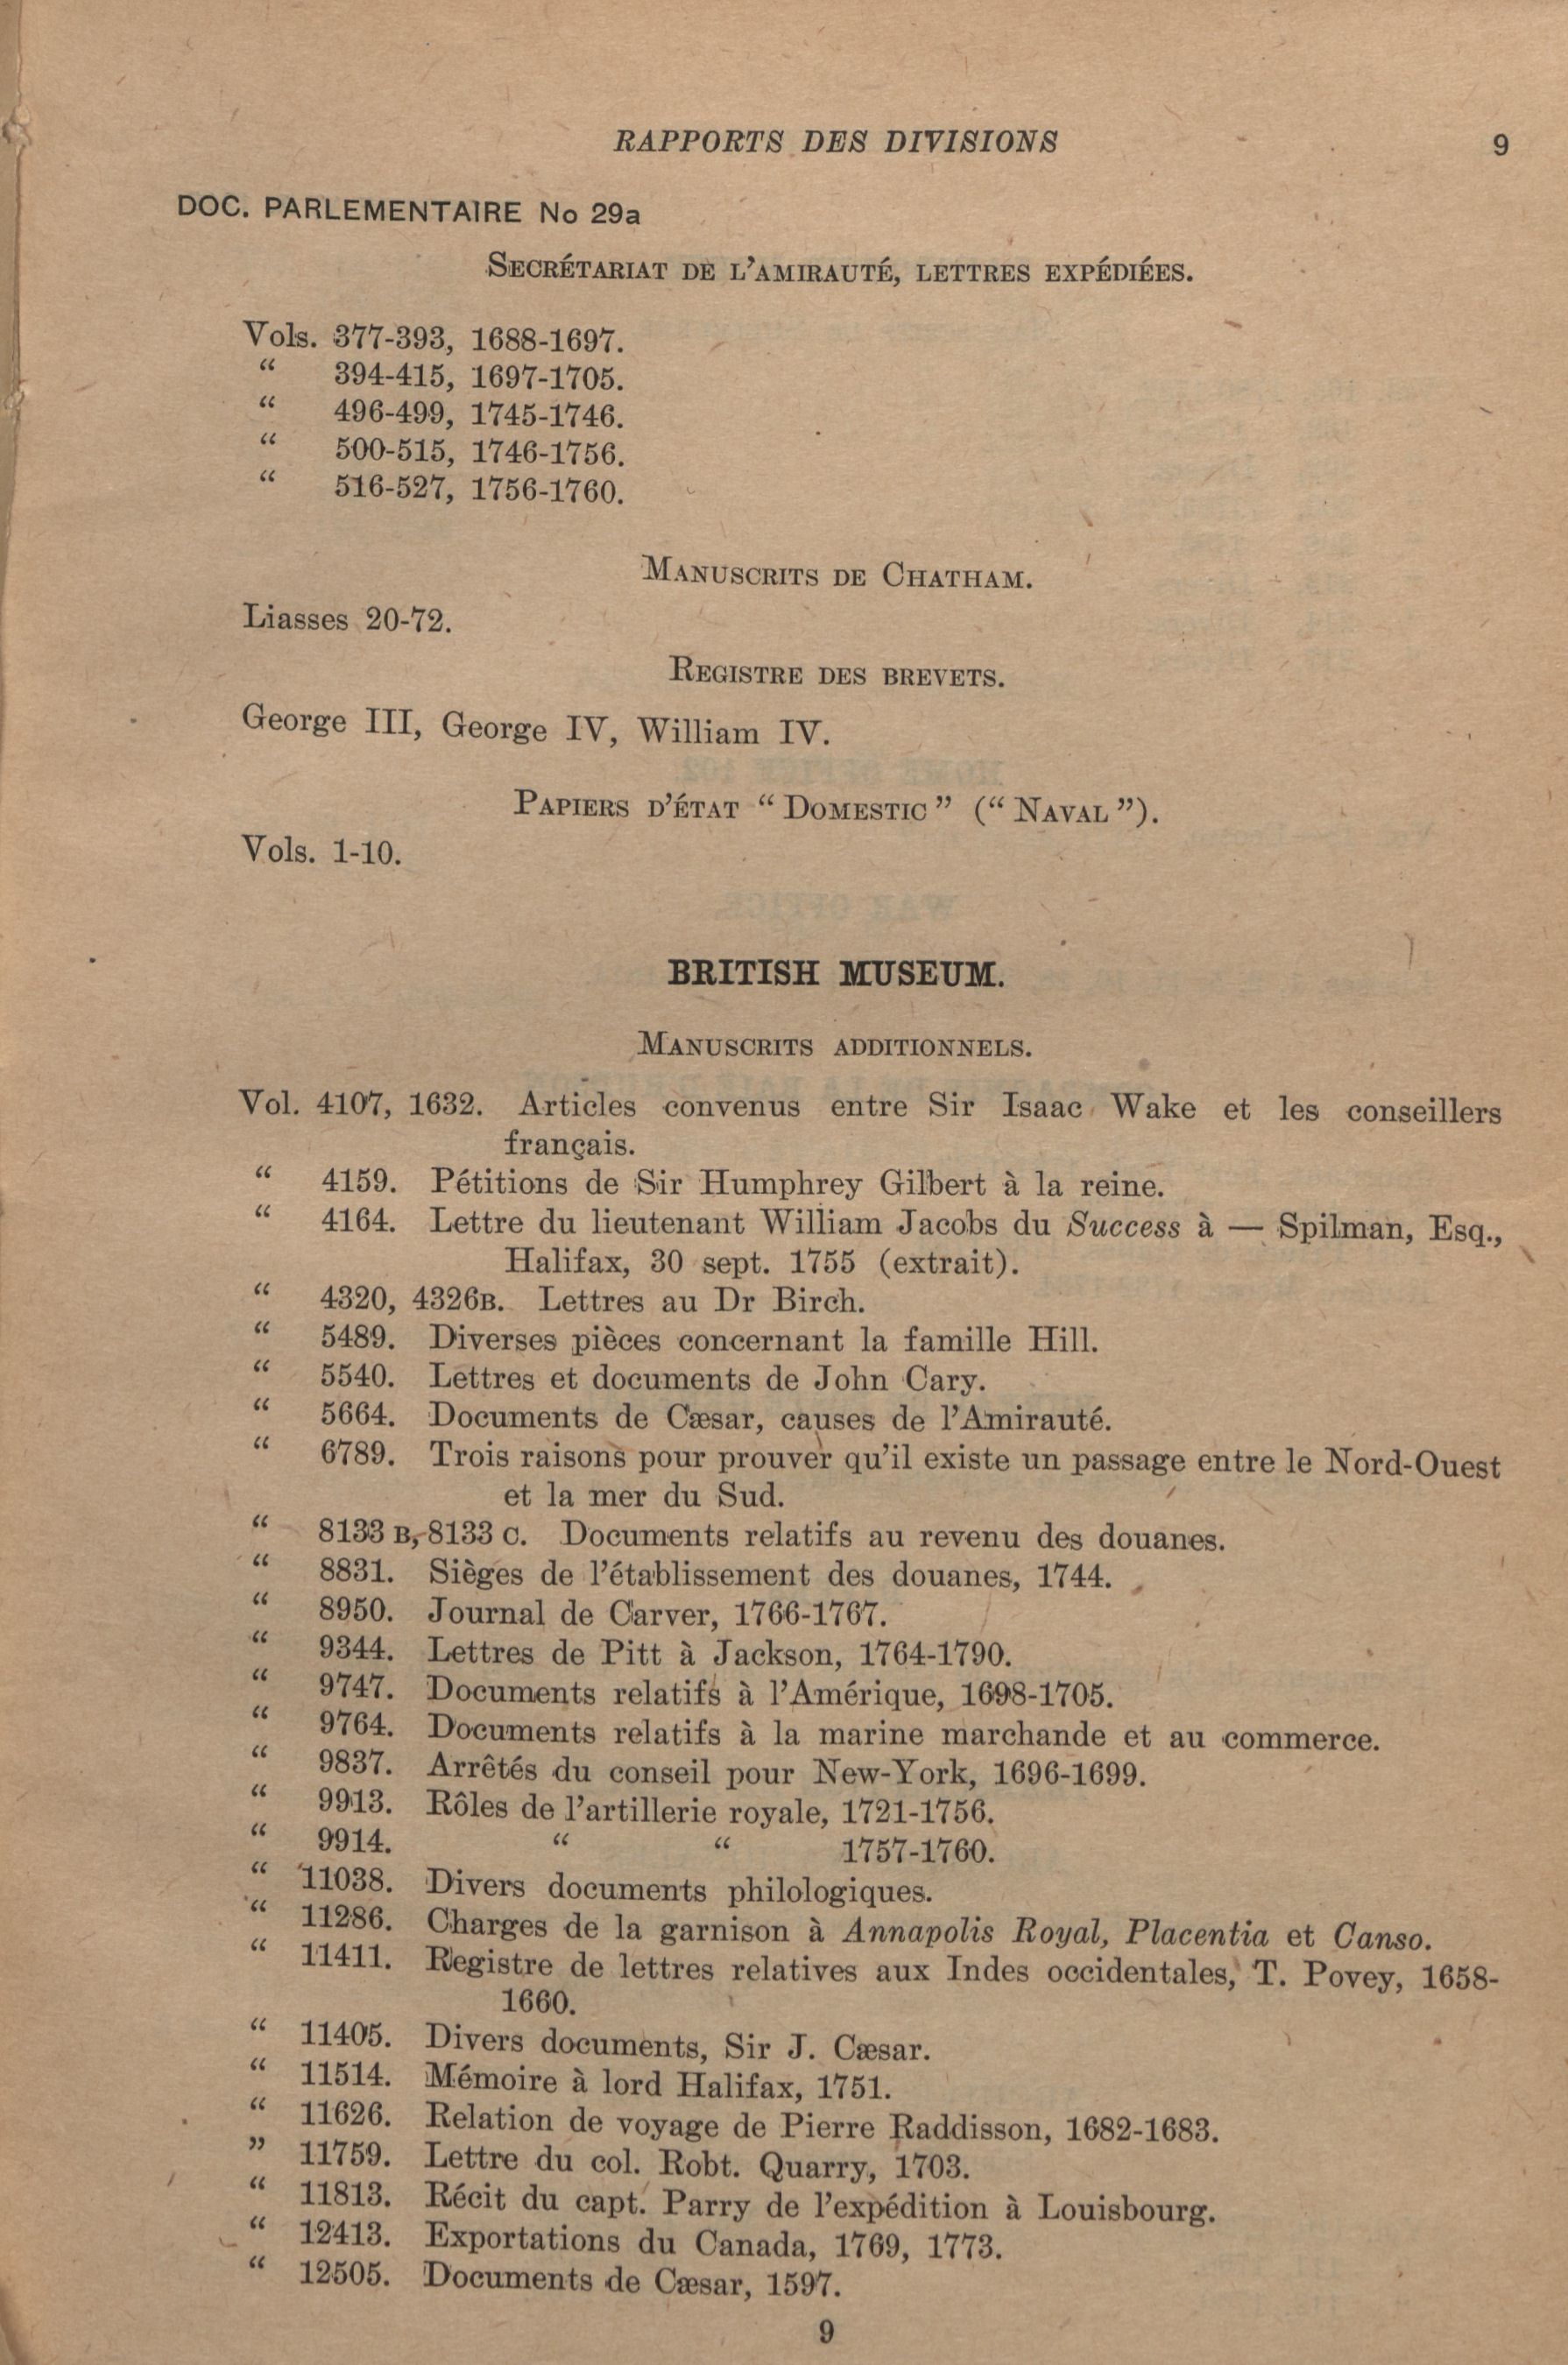 RAPPORTS DES DIVISIONS 9
DOC. PARLEMENTAIRE No 29a
SECRÉTARIAT DE L'AMIRAUTÉ, LETTRES EXPÉDIÉES.
Vols. 377-393, 1688-1697.
“ 394-415, 1697-1705.
“ 496-499, 1745-1746.
“ 500-515, 1746-1756.
“ 516-527, 1756-1760.
MANUSCRITS DE CHATHAM.
Liasses 20-72.
REGISTRE DES BREVETS.
George III, George IV, William IV.
PAPIERS D'ÉTAT “ DOMESTIC ” (“ NAVAL ”).
Vols. 1-10.
BRITISH MUSEUM.
MANUSCRITS ADDITIONNELS.
Vol. 4107, 1632. Articles convenus entre Sir Isaac Wake et les conseillers
français.
“ 4159. Pétitions de Sir Humphrey Gilbert à la reine.
“ 4164. Lettre du lieutenant William Jacobs du Success à — Spilman, Esq.,
Halifax, 30 sept. 1755 (extrait).
“ 4320, 4326B. Lettres au Dr Birch.
“ 5489. Diverses pièces concernant la famille Hill.
“ 5540. Lettres et documents de John Cary.
“ 5664. Documents de Cæsar, causes de l'Amirauté.
“ 6789. Trois raisons pour prouver qu'il existe un passage entre le Nord-Ouest
et la mer du Sud.
“ 8133 B, 8133 C. Documents relatifs au revenu des douanes.
“ 8831. Sièges de l'établissement des douanes, 1744.
“ 8950. Journal de Carver, 1766-1767.
“ 9344. Lettres de Pitt à Jackson, 1764-1790.
“ 9747. Documents relatifs à l'Amérique, 1698-1705.
“ 9764. Documents relatifs à la marine marchande et au commerce.
“ 9837. Arrêtés du conseil pour New-York, 1696-1699.
“ 9913. Rôles de l'artillerie royale, 1721-1756.
“ 9914. “ “ 1757-1760.
“ 11038. Divers documents philologiques.
“ 11286. Charges de la garnison à Annapolis Royal, Placentia et Canso.
“ 11411. Registre de lettres relatives aux Indes occidentales, T. Povey, 1658-
1660.
“ 11405. Divers documents, Sir J. Cæsar.
“ 11514. Mémoire à lord Halifax, 1751.
“ 11626. Relation de voyage de Pierre Raddisson, 1682-1683.
” 11759. Lettre du col. Robt. Quarry, 1703.
“ 11813. Récit du capt. Parry de l'expédition à Louisbourg.
“ 12413. Exportations du Canada, 1769, 1773.
“ 12505. Documents de Cæsar, 1597.
9